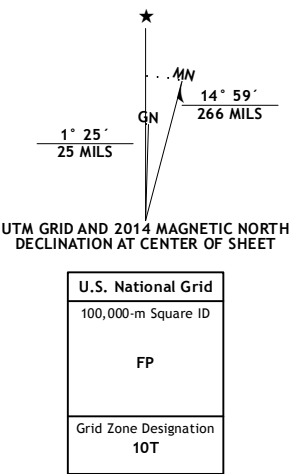 ★
MN
GN
14° 59´
266 MILS
1° 25´
25 MILS
UTM GRID AND 2014 MAGNETIC NORTH
DECLINATION AT CENTER OF SHEET
U.S. National Grid
100,000-m Square ID
FP
Grid Zone Designation
10T